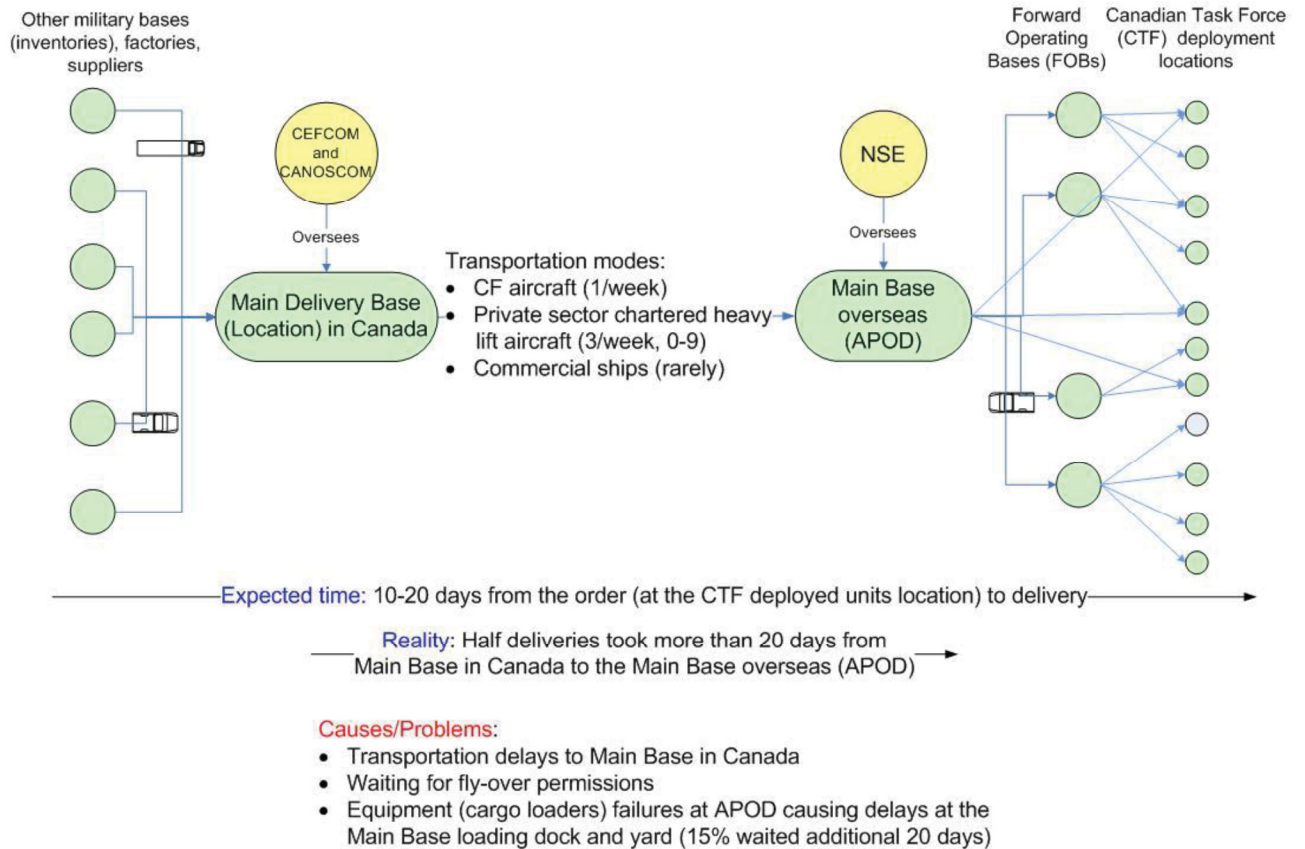 Other military bases
(inventories), factories,
suppliers
CEFCOM
and
CANOSCOM
Oversees
Main Delivery Base
(Location) in Canada
Transportation modes:
• CF aircraft (1/week)
• Private sector chartered heavy
lift aircraft (3/week, 0-9)
• Commercial ships (rarely)
NSE
Oversees
Main Base
overseas
(APOD)
Forward
Operating
Bases (FOBs)
Canadian Task Force
(CTF) deployment
locations
Expected time: 10-20 days from the order (at the CTF deployed units location) to delivery
Reality: Half deliveries took more than 20 days from
Main Base in Canada to the Main Base overseas (APOD)
Causes/Problems:
• Transportation delays to Main Base in Canada
• Waiting for fly-over permissions
• Equipment (cargo loaders) failures at APOD causing delays at the
Main Base loading dock and yard (15% waited additional 20 days)